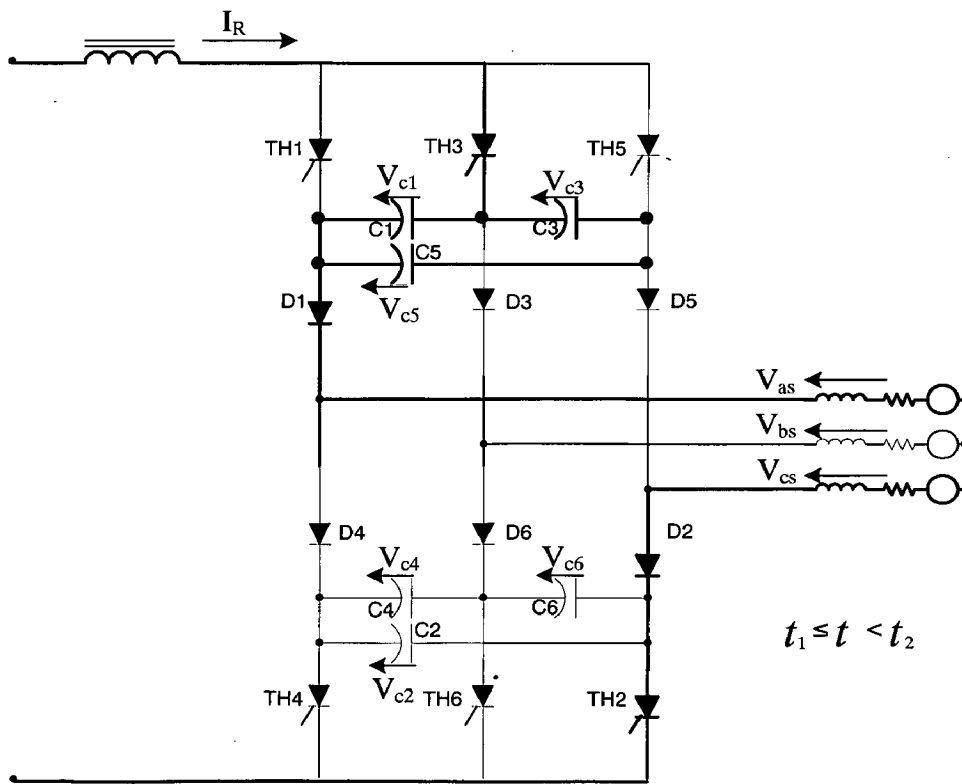 I_R
TH1
TH3
TH5
V_c1
V_c3
C1
C3
C5
V_c5
D1
D3
D5
V_as
V_bs
V_cs
D4
D6
D2
V_c4
V_c6
C4
C6
C2
t_1 ≤ t < t_2
V_c2
TH4
TH6
TH2